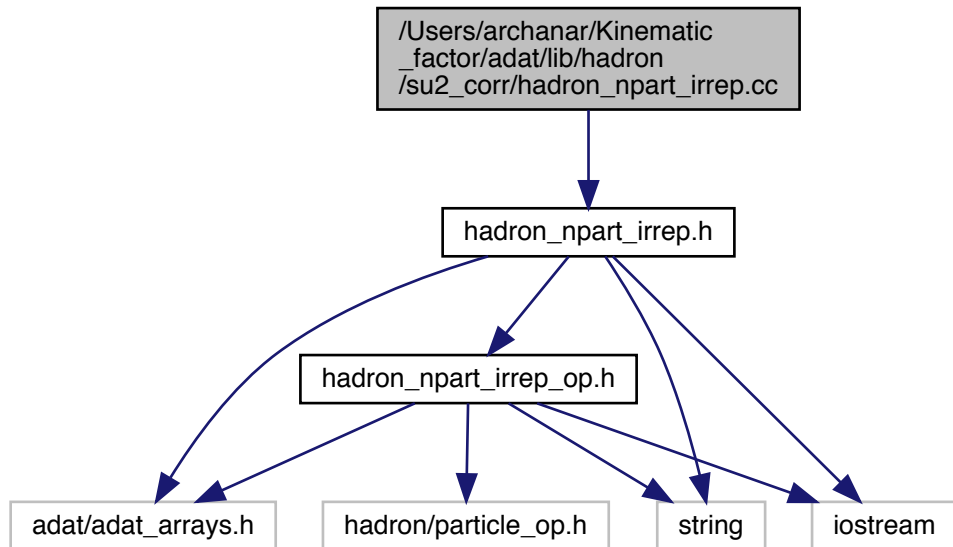 /Users/archanar/Kinematic
_factor/adat/lib/hadron
/su2_corr/hadron_npart_irrep.cc
hadron_npart_irrep.h
hadron_npart_irrep_op.h
adat/adat_arrays.h
hadron/particle_op.h
string
iostream